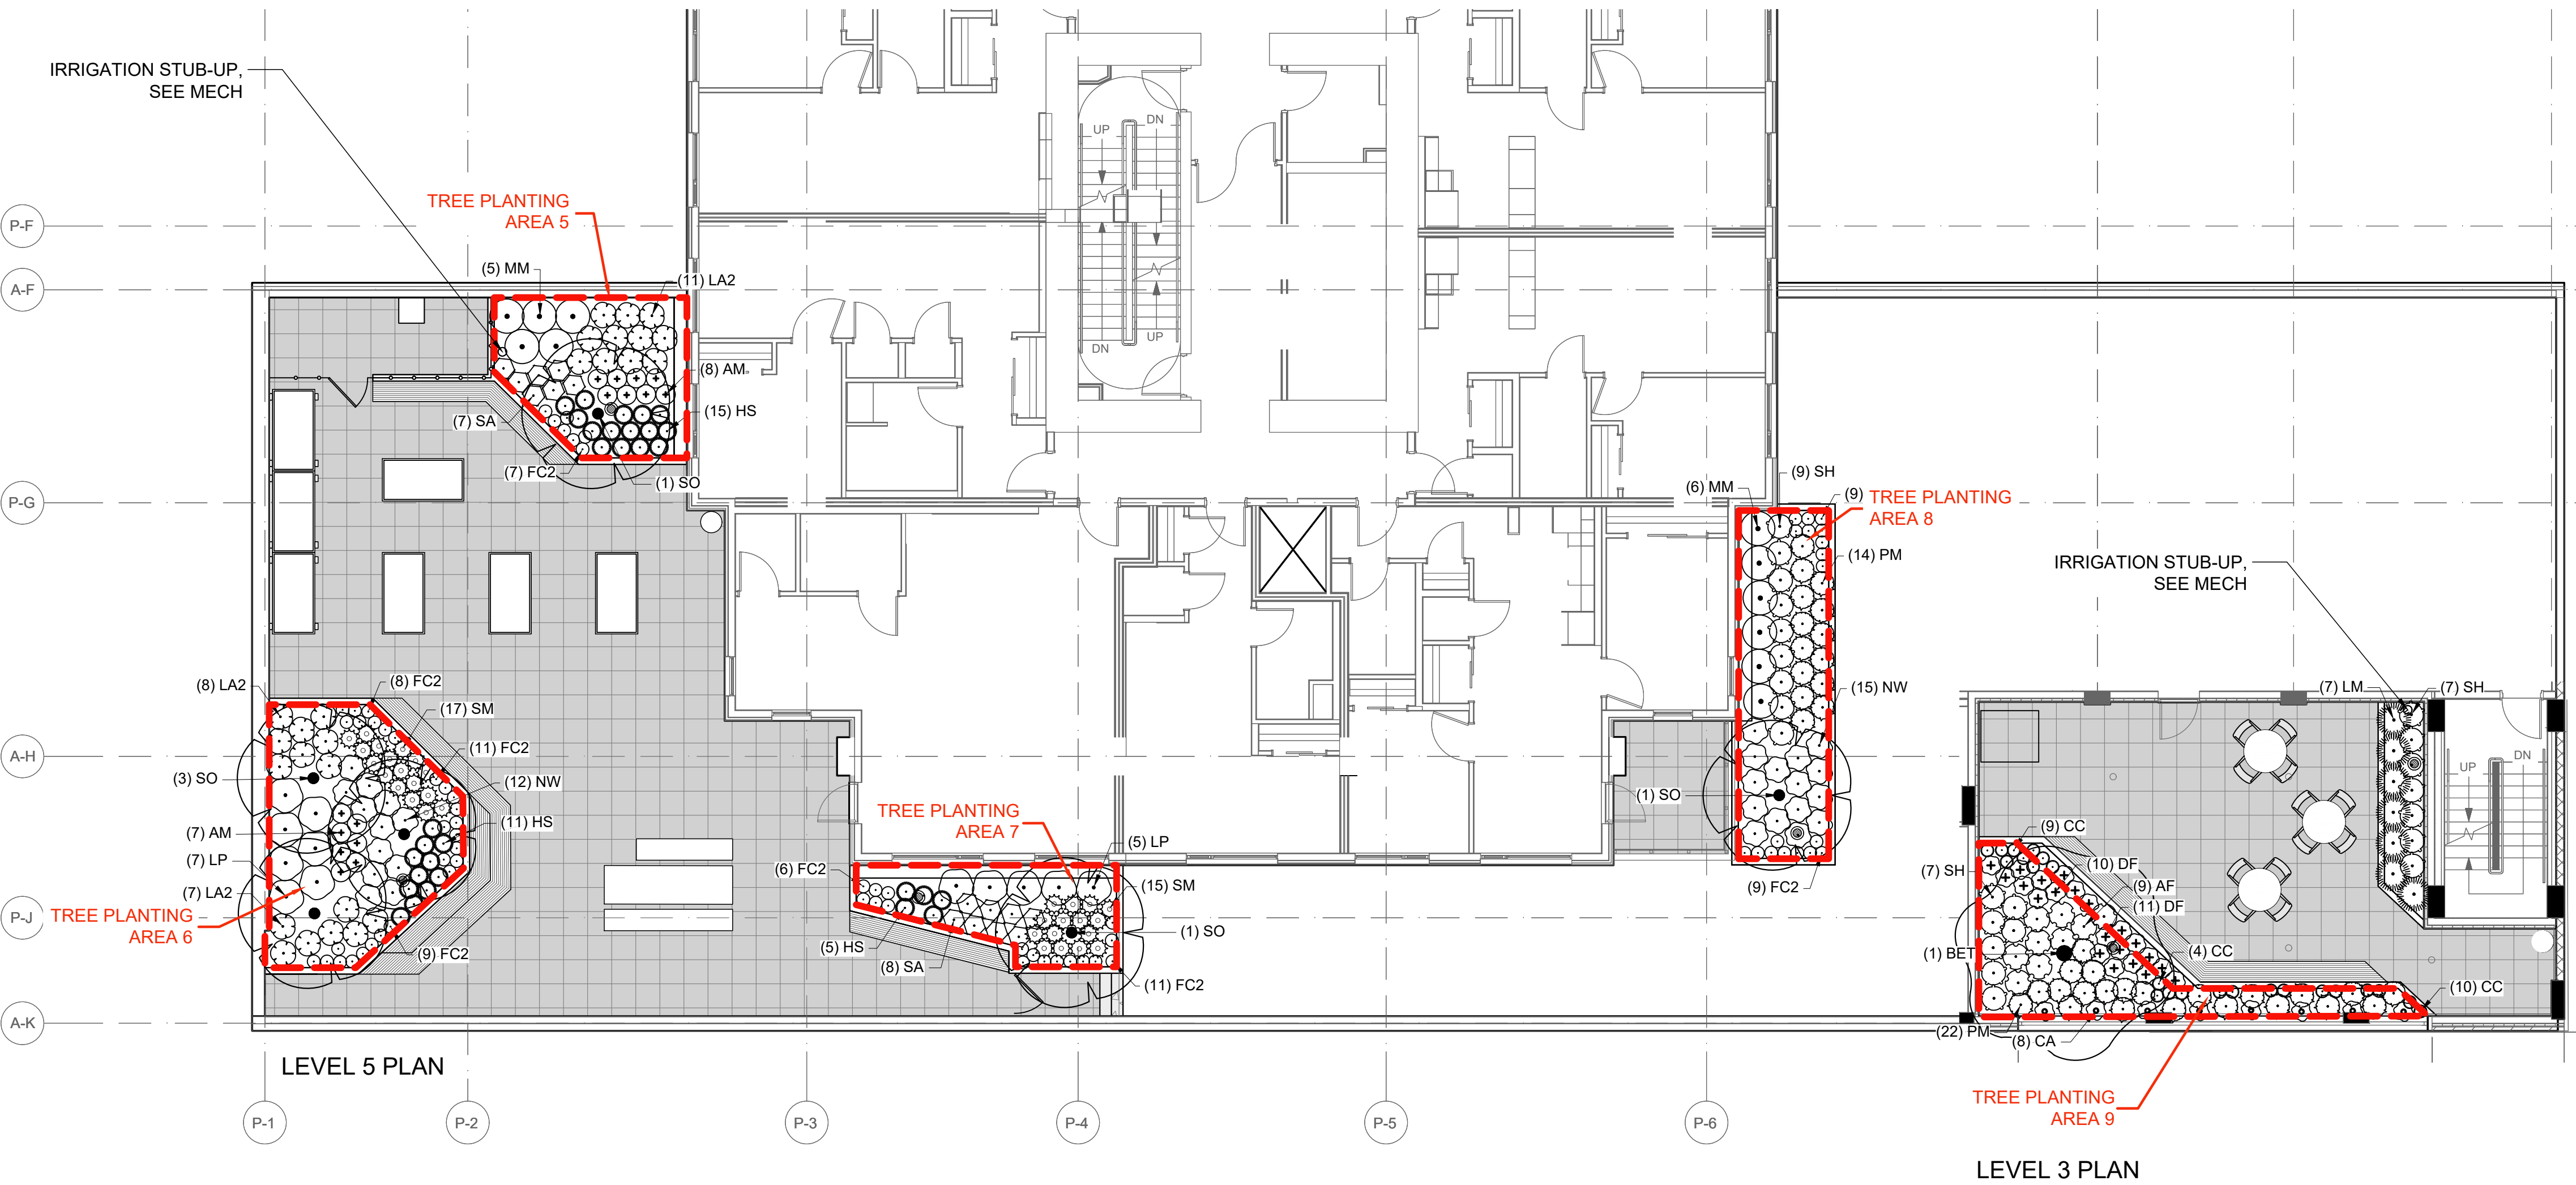 IRRIGATION STUB-UP,
SEE MECH
UP
DN
TREE PLANTING
AREA 5
P-F
(5) MM
(11) LA2
A-F
DN
UP
(8) AM
(15) HS
(7) SA
(7) FC2
(1) SO
P-G
(9) SH
(6) MM
(9)
TREE PLANTING
AREA 8
(14) PM
IRRIGATION STUB-UP,
SEE MECH
(8) LA2
(8) FC2
(17) SM
(15) NW
(7) LM
(7) SH
(11) FC2
A-H
(3) SO
(12) NW
(1) SO
UP
DN
(11) HS
(7) AM
(7) LP
(7) LA2
TREE PLANTING
AREA 6
(9) FC2
TREE PLANTING
AREA 7
(5) LP
(6) FC2
(15) SM
(5) HS
(8) SA
(1) SO
(11) FC2
(9) FC2
P-J
(9) CC
(10) DF
(7) SH
(9) AF
(11) DF
(1) BET
(4) CC
(10) CC
A-K
(22) PM
(8) CA
LEVEL 5 PLAN
P-1
P-2
P-3
P-4
P-5
P-6
TREE PLANTING
AREA 9
LEVEL 3 PLAN